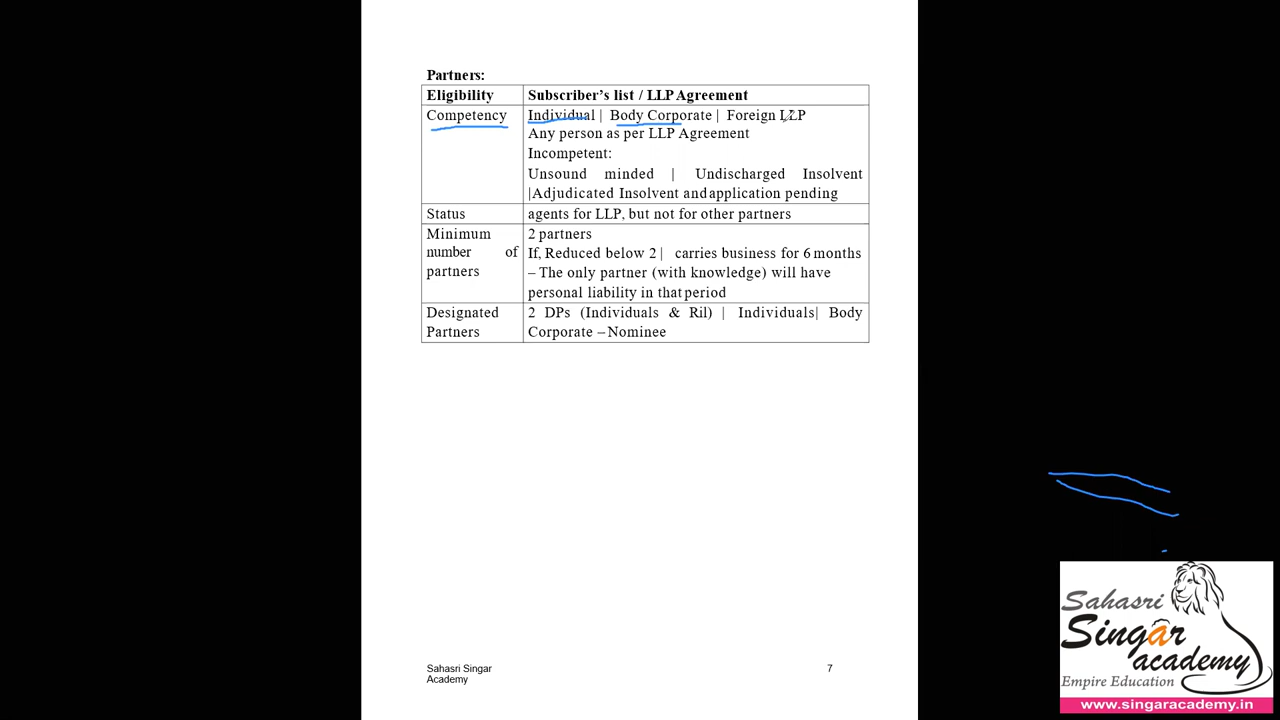 Partners:
Eligibility Subscriber's list / LLP Agreement
Competency Individual | Body Corporate | Foreign LLP
Any person as per LLP Agreement
Incompetent:
Unsound minded | Undischarged Insolvent
|Adjudicated Insolvent and application pending
Status agents for LLP, but not for other partners
Minimum number of partners 2 partners
If, Reduced below 2 | carries business for 6 months
– The only partner (with knowledge) will have
personal liability in that period
Designated Partners 2 DPs (Individuals & Ril) | Individuals| Body
Corporate – Nominee
Sahasri Singar
Academy
7
Sahasri
Singar
academy
Empire Education
www.singaracademy.in